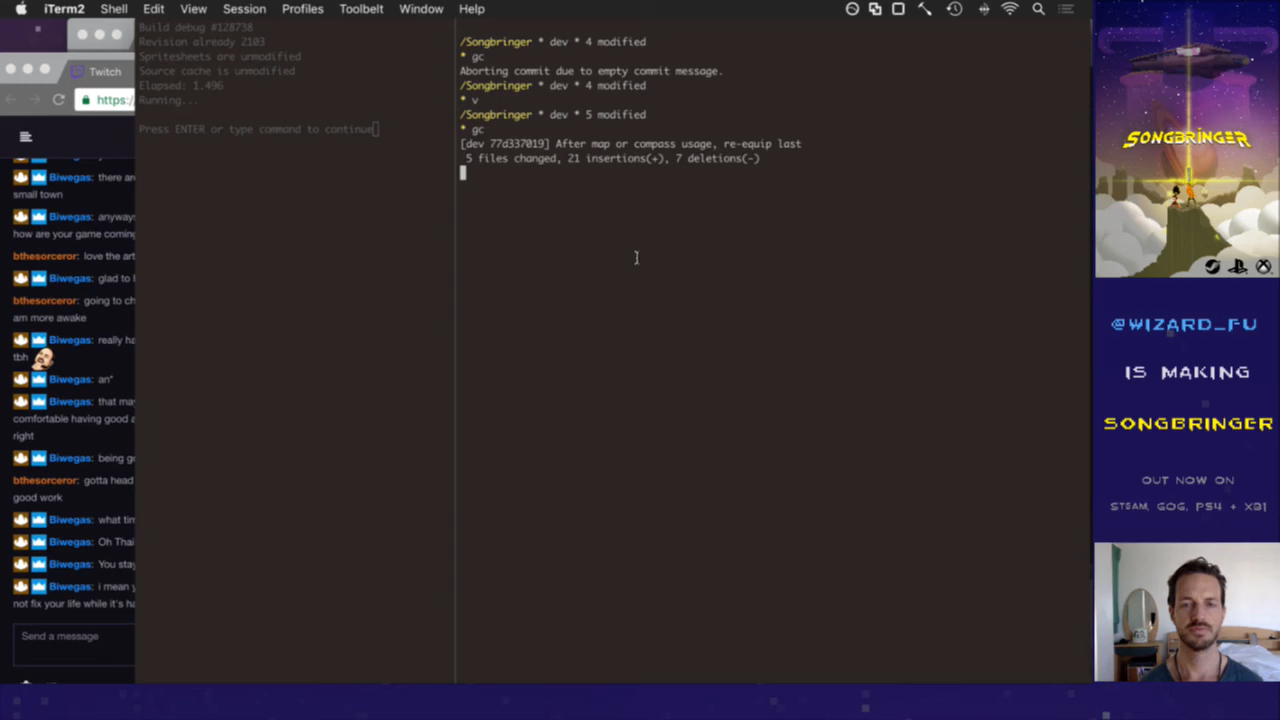 iTerm2 Shell Edit View Session Profiles Toolbelt Window Help
Twitch
https:
there are
small town
Biwegas: anyways
how are your game coming
bthesorceror: love the art
Biwegas: glad to
bthesorceror: going to
am more awake
Biwegas: really ha
tbh
Biwegas: an*
Biwegas: that may
comfortable having good a
right
Biwegas: being
bthesorceror: gotta head
good work
Biwegas: what
Biwegas: Oh Thai
Biwegas: You stay
Biwegas: i mean
not fix your life while it's ha
Send a message
Build debug #128738
Revision already 2103
Spritesheets are unmodified
Source cache is unmodified
Elapsed: 1.496
Running...
Press ENTER or type command to continue
/Songbringer * dev * 4 modified
* gc
Aborting commit due to empty commit message.
/Songbringer * dev * 4 modified
* v
/Songbringer * dev * 5 modified
* gc
[dev 77d337019] After map or compass usage, re-equip last
5 files changed, 21 insertions(+), 7 deletions(-)
SONGBRINGER
@WIZARD_FU
IS MAKING
SONGBRINGER
OUT NOW ON
STEAM, GOG, PS4 + XB1